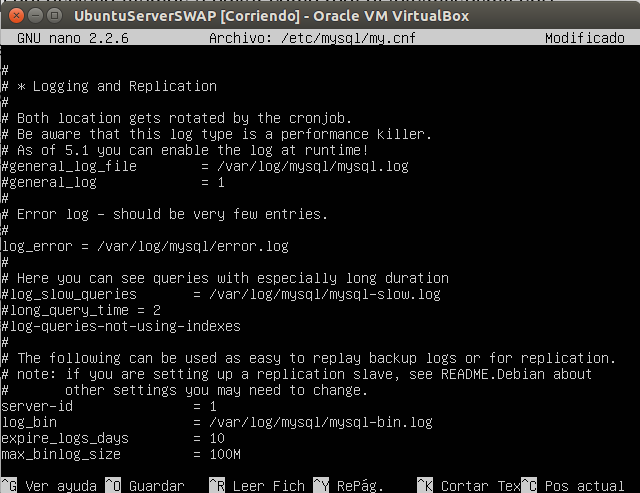 UbuntuServerSWAP [Corriendo] - Oracle VM VirtualBox
GNU nano 2.2.6 Archivo: /etc/mysql/my.cnf Modificado
#
# * Logging and Replication
#
# Both location gets rotated by the cronjob.
# Be aware that this log type is a performance killer.
# As of 5.1 you can enable the log at runtime!
#general_log_file = /var/log/mysql/mysql.log
#general_log = 1
#
# Error log - should be very few entries.
#
log_error = /var/log/mysql/error.log
#
# Here you can see queries with especially long duration
#log_slow_queries = /var/log/mysql/mysql-slow.log
#long_query_time = 2
#log-queries-not-using-indexes
#
# The following can be used as easy to replay backup logs or for replication.
# note: if you are setting up a replication slave, see README.Debian about
# other settings you may need to change.
server-id = 1
log_bin = /var/log/mysql/mysql-bin.log
expire_logs_days = 10
max_binlog_size = 100M
^G Ver ayuda ^O Guardar ^R Leer Fich ^Y RePág. ^K Cortar Tex ^C Pos actual